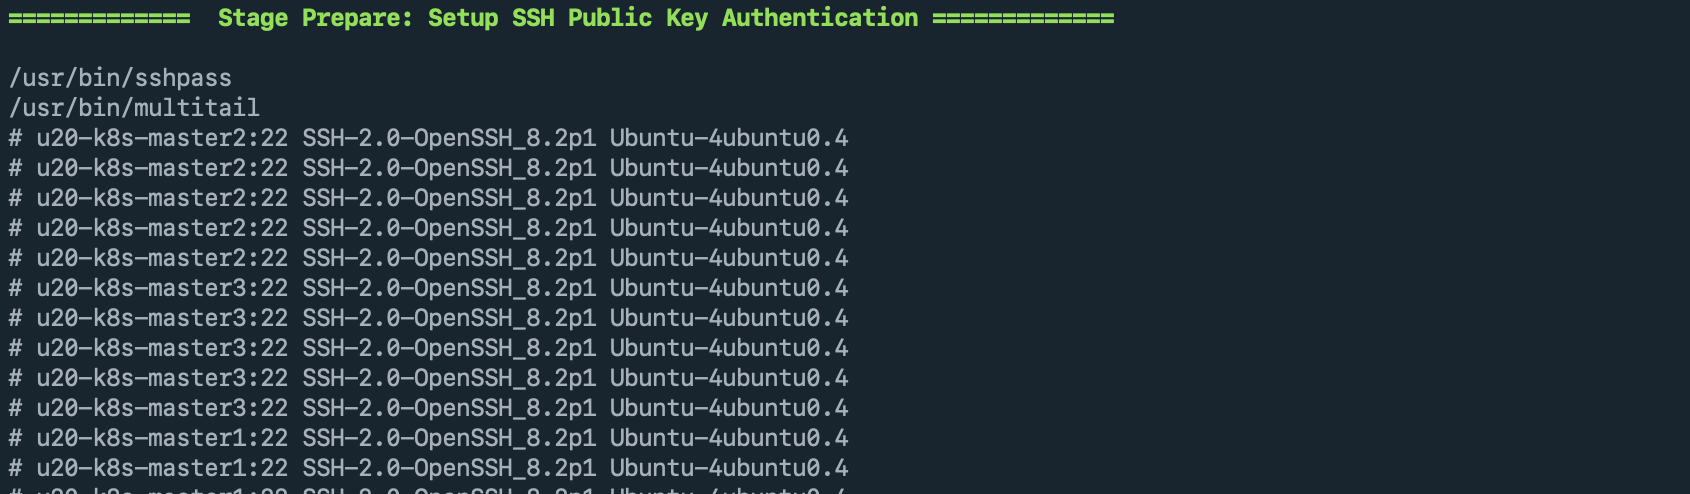 ============= Stage Prepare: Setup SSH Public Key Authentication =============
/usr/bin/sshpass
/usr/bin/multitail
# u20-k8s-master2:22 SSH-2.0-OpenSSH_8.2p1 Ubuntu-4ubuntu0.4
# u20-k8s-master2:22 SSH-2.0-OpenSSH_8.2p1 Ubuntu-4ubuntu0.4
# u20-k8s-master2:22 SSH-2.0-OpenSSH_8.2p1 Ubuntu-4ubuntu0.4
# u20-k8s-master2:22 SSH-2.0-OpenSSH_8.2p1 Ubuntu-4ubuntu0.4
# u20-k8s-master2:22 SSH-2.0-OpenSSH_8.2p1 Ubuntu-4ubuntu0.4
# u20-k8s-master3:22 SSH-2.0-OpenSSH_8.2p1 Ubuntu-4ubuntu0.4
# u20-k8s-master3:22 SSH-2.0-OpenSSH_8.2p1 Ubuntu-4ubuntu0.4
# u20-k8s-master3:22 SSH-2.0-OpenSSH_8.2p1 Ubuntu-4ubuntu0.4
# u20-k8s-master3:22 SSH-2.0-OpenSSH_8.2p1 Ubuntu-4ubuntu0.4
# u20-k8s-master3:22 SSH-2.0-OpenSSH_8.2p1 Ubuntu-4ubuntu0.4
# u20-k8s-master1:22 SSH-2.0-OpenSSH_8.2p1 Ubuntu-4ubuntu0.4
# u20-k8s-master1:22 SSH-2.0-OpenSSH_8.2p1 Ubuntu-4ubuntu0.4